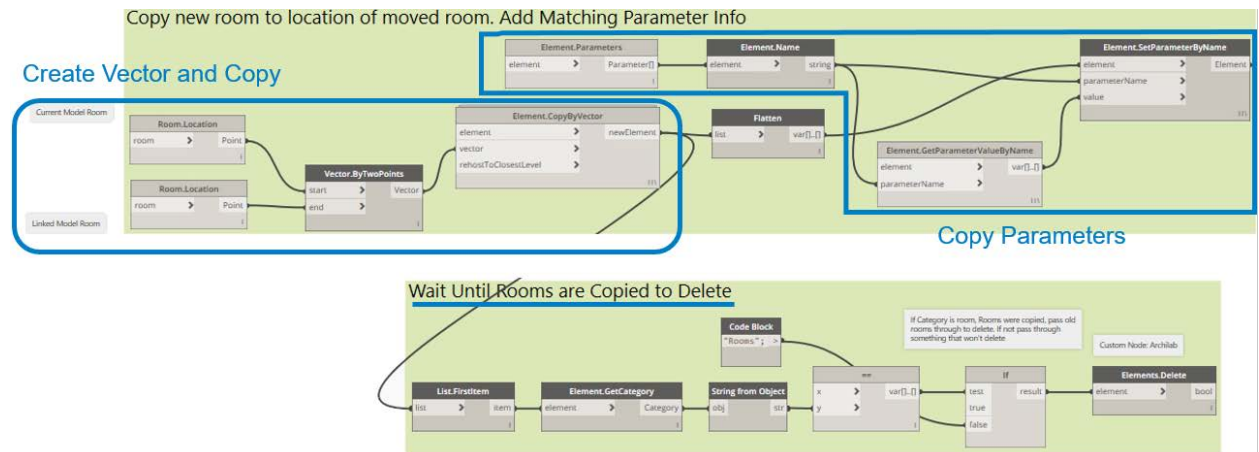 Copy new room to location of moved room. Add Matching Parameter Info
Create Vector and Copy
Current Model Room
Linked Model Room
Room.Location
room > Point
Room.Location
room > Point
Vector.ByTwoPoints
start > Vector
end >
Element.CopyByVector
element > newElement
vector >
rehostToClosestLevel >
Element.Parameters
element > Parameter[]
Element.Name
element > string
Flatten
list > var[]..[]
Element.GetParameterValueByName
element > var[]..[]
parameterName >
Element.SetParameterByName
element > Element
parameterName >
value >
Copy Parameters
Wait Until Rooms are Copied to Delete
List.FirstItem
list > item
Element.GetCategory
element > Category
String from Object
obj str
Code Block
"Rooms"; >
==
x > var[]..[]
y >
If Category is room, Rooms were copied, pass old
rooms through to delete. If not pass through
something that won't delete
If
test result
true
false
Custom Node: Archilab
Elements.Delete
element > bool